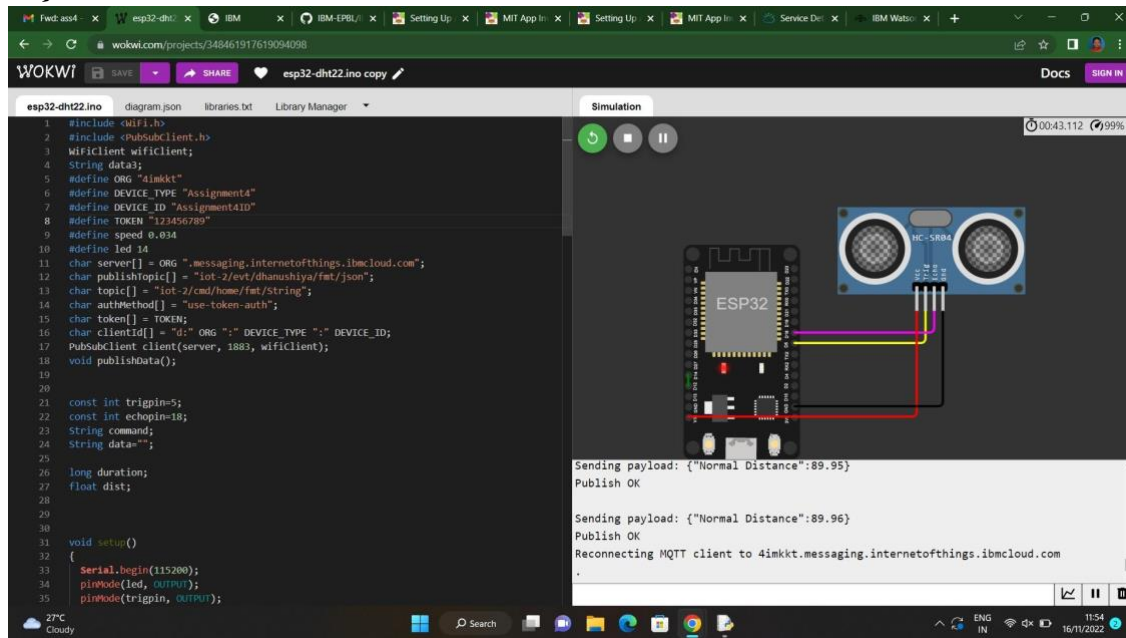 Fwd: ass4 -
esp32-dht2
IBM
IBM-EPBL/I
Setting Up
MIT App In
Setting Up
MIT App In
Service Det
IBM Watso
wokwi.com/projects/348461917619094098
WOKWI
SAVE
SHARE
esp32-dht22.ino copy
Docs
SIGN IN
esp32-dht22.ino
diagram.json
libraries.txt
Library Manager
Simulation
1 #include <WiFi.h>
2 #include <PubSubClient.h>
3 WiFiClient wifiClient;
4 String data3;
5 #define ORG "4imkkt"
6 #define DEVICE_TYPE "Assignment4"
7 #define DEVICE_ID "Assignment4ID"
8 #define TOKEN "123456789"
9 #define speed 0.034
10 #define led 14
11 char server[] = ORG ".messaging.internetofthings.ibmcloud.com";
12 char publishTopic[] = "iot-2/evt/dhanushiya/fmt/json";
13 char topic[] = "iot-2/cmd/home/fmt/String";
14 char authMethod[] = "use-token-auth";
15 char token[] = TOKEN;
16 char clientId[] = "d:" ORG ":" DEVICE_TYPE ":" DEVICE_ID;
17 PubSubClient client(server, 1883, wifiClient);
18 void publishData();
19
20
21 const int trigpin=5;
22 const int echopin=18;
23 String command;
24 String data="";
25
26 long duration;
27 float dist;
28
29
30
31 void setup()
32 {
33 Serial.begin(115200);
34 pinMode(led, OUTPUT);
35 pinMode(trigpin, OUTPUT);
00:43.112 99%
HC-SR04
Vcc
Trig
Echo
Gnd
ESP32
Sending payload: {"Normal Distance":89.95}
Publish OK
Sending payload: {"Normal Distance":89.96}
Publish OK
Reconnecting MQTT client to 4imkkt.messaging.internetofthings.ibmcloud.com
.
27°C
Cloudy
Search
ENG
IN
11:54
16/11/2022
2